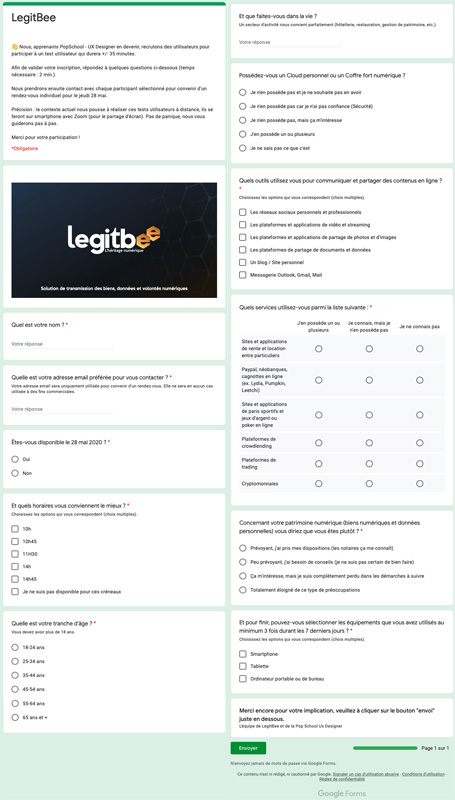 LegitBee
👋 Nous, apprenants PopSchool - UX Designer en devenir, recrutons des utilisateurs pour
participer à un test utilisateur qui durera +/- 35 minutes.
Afin de valider votre inscription, répondez à quelques questions ci-dessous (temps
nécessaire : 2 min.).
Nous prendrons ensuite contact avec chaque participant sélectionné pour convenir d'un
rendez-vous individuel pour le jeudi 28 mai.
Précision : le contexte actuel nous pousse à réaliser ces tests utilisateurs à distance, ils se
feront sur smartphone avec Zoom (pour le partage d'écran). Pas de panique, nous vous
guiderons pas à pas.
Merci pour votre participation !
*Obligatoire
legitbee
L'héritage numérique
Solution de transmission des biens, données et volontés numériques
Quel est votre nom ? *
Votre réponse
Quelle est votre adresse email préférée pour vous contacter ? *
Votre adresse email sera uniquement utilisée pour convenir d'un rendez-vous. Elle ne sera en aucun cas
utilisée à des fins commerciales.
Votre réponse
Êtes-vous disponible le 28 mai 2020 ? *
Oui
Non
Et quels horaires vous conviennent le mieux ? *
Choisissez les options qui vous correspondent (choix multiples).
10h
10h45
11H30
14h
14h45
Je ne suis pas disponible pour ces créneaux
Quelle est votre tranche d'âge ? *
Vous devez avoir plus de 18 ans.
18-24 ans
25-34 ans
35-44 ans
45-54 ans
55-64 ans
65 ans et +
Et que faites-vous dans la vie ?
Un secteur d'activité nous convient parfaitement (hôtellerie, restauration, gestion de patrimoine, etc.).
Votre réponse
Possédez-vous un Cloud personnel ou un Coffre fort numérique ?
Je n'en possède pas et je ne souhaite pas en avoir
Je n'en possède pas car je n'ai pas confiance (Sécurité)
Je n'en possède pas, mais ça m'intéresse
J'en possède un ou plusieurs
Je ne sais pas ce que c'est
Quels outils utilisez vous pour communiquer et partager des contenus en ligne ?
*
Choisissez les options qui vous correspondent (choix multiples).
Les réseaux sociaux personnels et professionnels
Les plateformes et applications de vidéo et streaming
Les plateformes et applications de partage de photos et d'images
Les plateformes de partage de documents et données
Un blog / Site personnel
Messagerie Outlook, Gmail, Mail
Quels services utilisez-vous parmi la liste suivante : *
J'en possède un ou plusieurs
Je connais, mais je n'en possède pas
Je ne connais pas
Sites et applications
de vente et location
entre particuliers
Paypal, néobanques,
cagnottes en ligne
(ex. Lydia, Pumpkin,
Leetchi)
Sites et applications
de paris sportifs et
jeux d'argent ou
poker en ligne
Plateformes de
crowdlending
Plateformes de
trading
Cryptomonnaies
Concernant votre patrimoine numérique (biens numériques et données
personnelles) vous diriez que vous êtes plutôt ? *
Prévoyant, j'ai pris mes dispositions (les notaires ça me connaît)
Peu prévoyant, j'ai besoin de conseils (je ne suis pas certain de bien faire)
Ça m'intéresse, mais je suis complètement perdu dans les démarches à suivre
Totalement éloigné de ce type de préoccupations
Et pour finir, pouvez-vous sélectionner les équipements que vous avez utilisés au
minimum 3 fois durant les 7 derniers jours ? *
Choisissez les options qui vous correspondent (choix multiples).
Smartphone
Tablette
Ordinateur portable ou de bureau
Merci encore pour votre implication, veuillez à cliquer sur le bouton "envoi"
juste en dessous.
L'équipe de LegitBee et de la Pop School Ux Designer
Envoyer
Page 1 sur 1
N'envoyez jamais de mots de passe via Google Forms.
Ce contenu n'est ni rédigé, ni cautionné par Google. Signaler un cas d'utilisation abusive - Conditions d'utilisation -
Règles de confidentialité
Google Forms